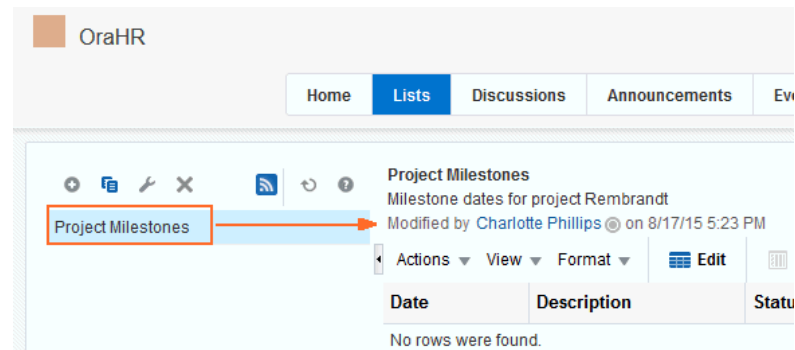 OraHR
Home Lists Discussions Announcements
Project Milestones
Project Milestones
Milestone dates for project Rembrandt
Modified by Charlotte Phillips on 8/17/15 5:23 PM
Actions View Format Edit
Date Description
No rows were found.